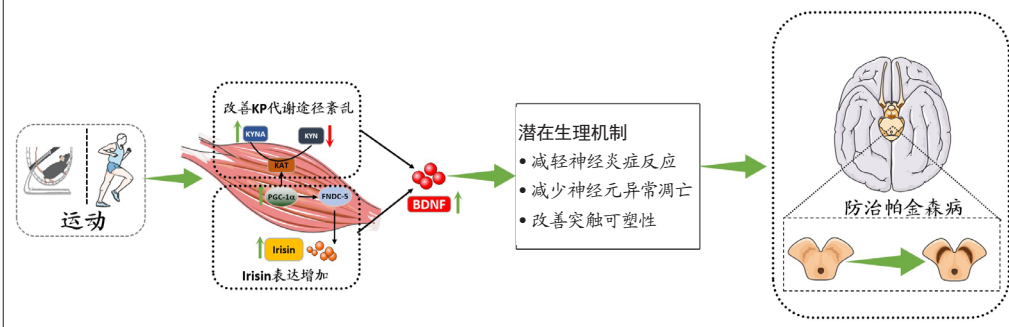 运动
改善KP代谢途径紊乱
KYNA
KYN
KAT
PGC-1α
FNDC-5
Irisin
Irisin表达增加
BDNF
潜在生理机制
• 减轻神经炎症反应
• 减少神经元异常凋亡
• 改善突触可塑性
防治帕金森病